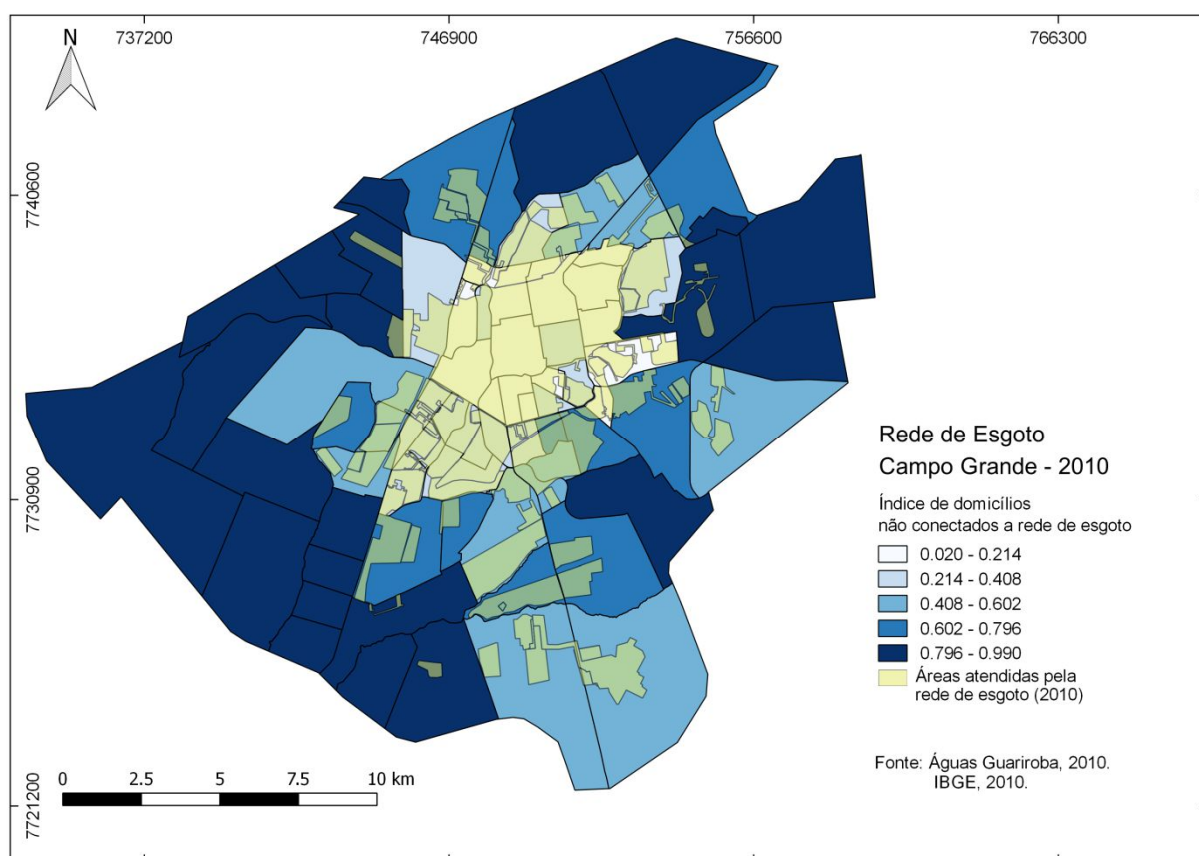 N
737200
746900
756600
766300
7740600
7730900
7721200
Rede de Esgoto
Campo Grande - 2010
Índice de domicílios
não conectados a rede de esgoto
0.020 - 0.214
0.214 - 0.408
0.408 - 0.602
0.602 - 0.796
0.796 - 0.990
Áreas atendidas pela
rede de esgoto (2010)
Fonte: Águas Guariroba, 2010.
IBGE, 2010.
0 2.5 5 7.5 10 km